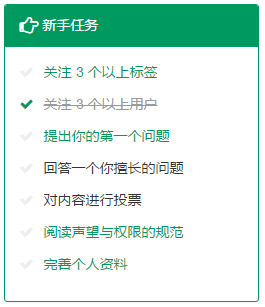 新手任务
关注 3 个以上标签
关注 3 个以上用户
提出你的第一个问题
回答一个你擅长的问题
对内容进行投票
阅读声望与权限的规范
完善个人资料